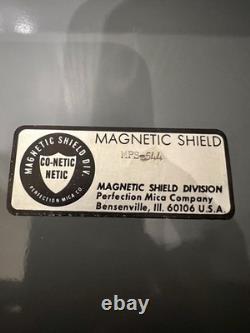 MAGNETIC SHIELD DIV.
CO-NETIC
NETIC
PERFECTION MICA CO.
MAGNETIC SHIELD
MPS-544
MAGNETIC SHIELD DIVISION
Perfection Mica Company
Bensenville, Ill. 60106 U.S.A.
© ebay